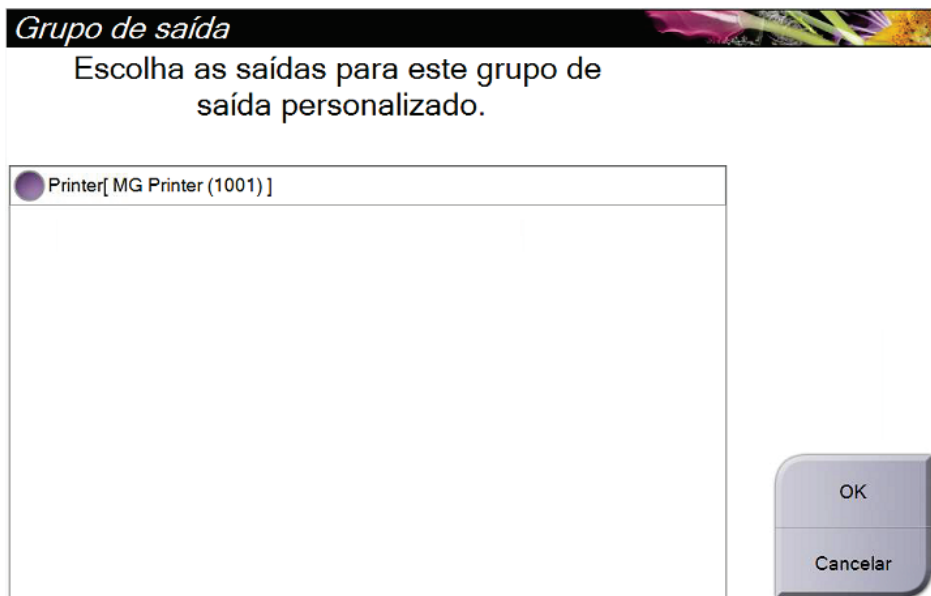 Grupo de saída
Escolha as saídas para este grupo de
saída personalizado.
Printer[ MG Printer (1001) ]
OK
Cancelar